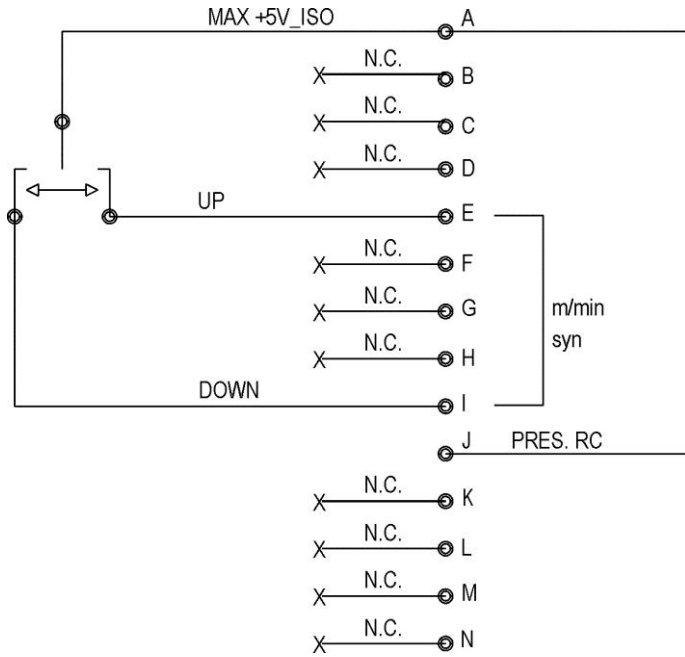 MAX +5V_ISO A
X N.C. B
X N.C. C
X N.C. D
UP E
X N.C. F
X N.C. G
m/min
syn
X N.C. H
DOWN I
J PRES. RC
X N.C. K
X N.C. L
X N.C. M
X N.C. N